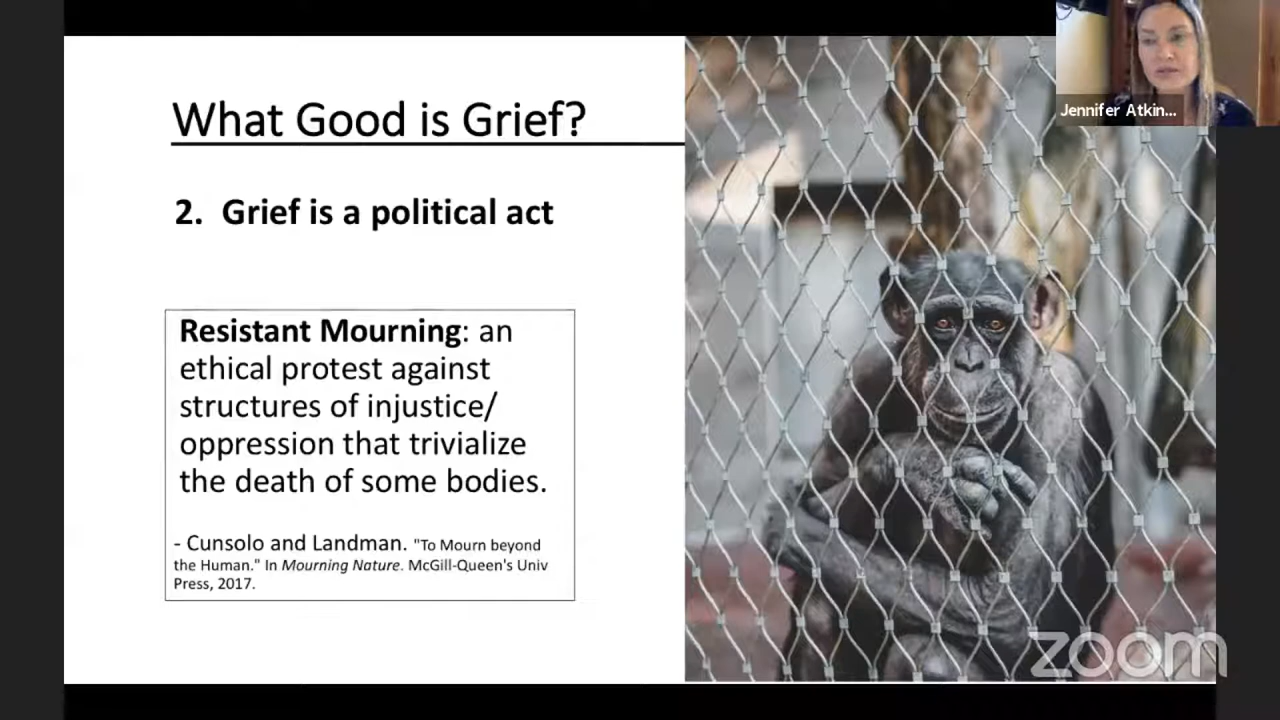 What Good is Grief?
2. Grief is a political act
Resistant Mourning: an
ethical protest against
structures of injustice/
oppression that trivialize
the death of some bodies.
- Cunsolo and Landman. "To Mourn beyond
the Human." In Mourning Nature. McGill-Queen's Univ
Press, 2017.
Jennifer Atkin...
zoom